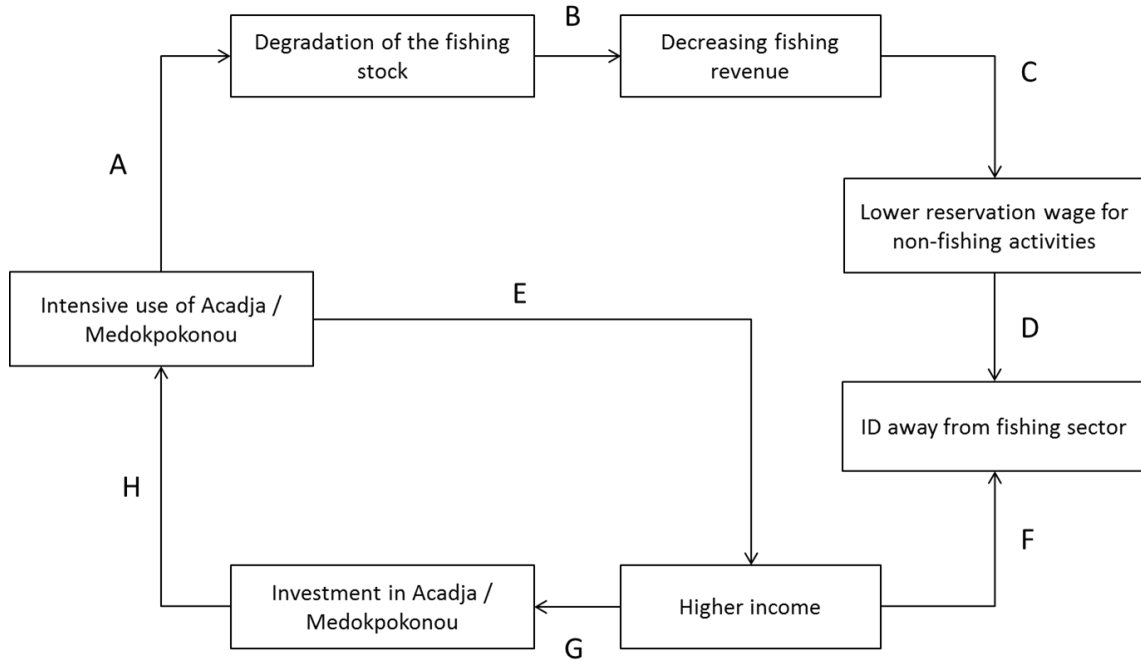 B
Degradation of the fishing
stock
Decreasing fishing
revenue
C
A
Lower reservation wage for
non-fishing activities
E
Intensive use of Acadja /
Medokpokonou
D
ID away from fishing sector
H
F
Investment in Acadja /
Medokpokonou
Higher income
G